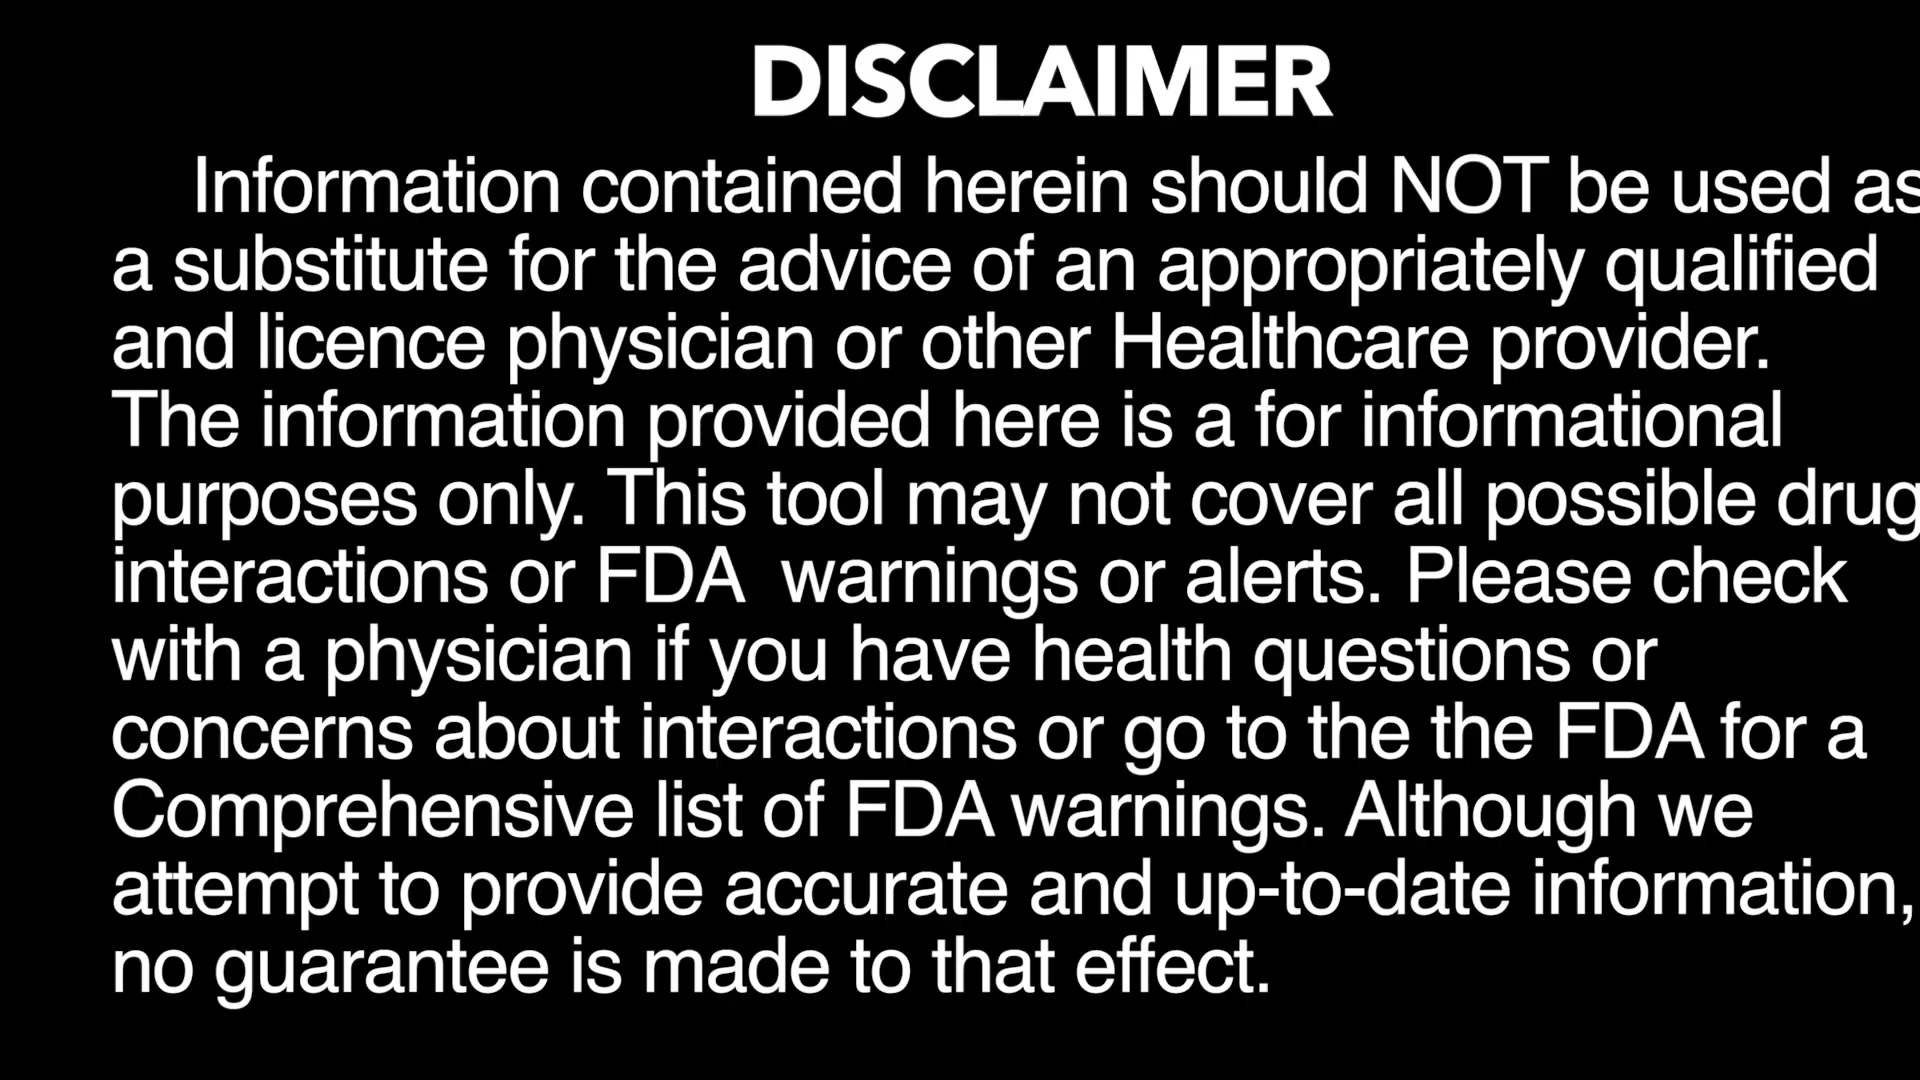 DISCLAIMER
Information contained herein should NOT be used as
a substitute for the advice of an appropriately qualified
and licence physician or other Healthcare provider.
The information provided here is a for informational
purposes only. This tool may not cover all possible drug
interactions or FDA  warnings or alerts. Please check
with a physician if you have health questions or
concerns about interactions or go to the the FDA for a
Comprehensive list of FDA warnings. Although we
attempt to provide accurate and up-to-date information,
no guarantee is made to that effect.